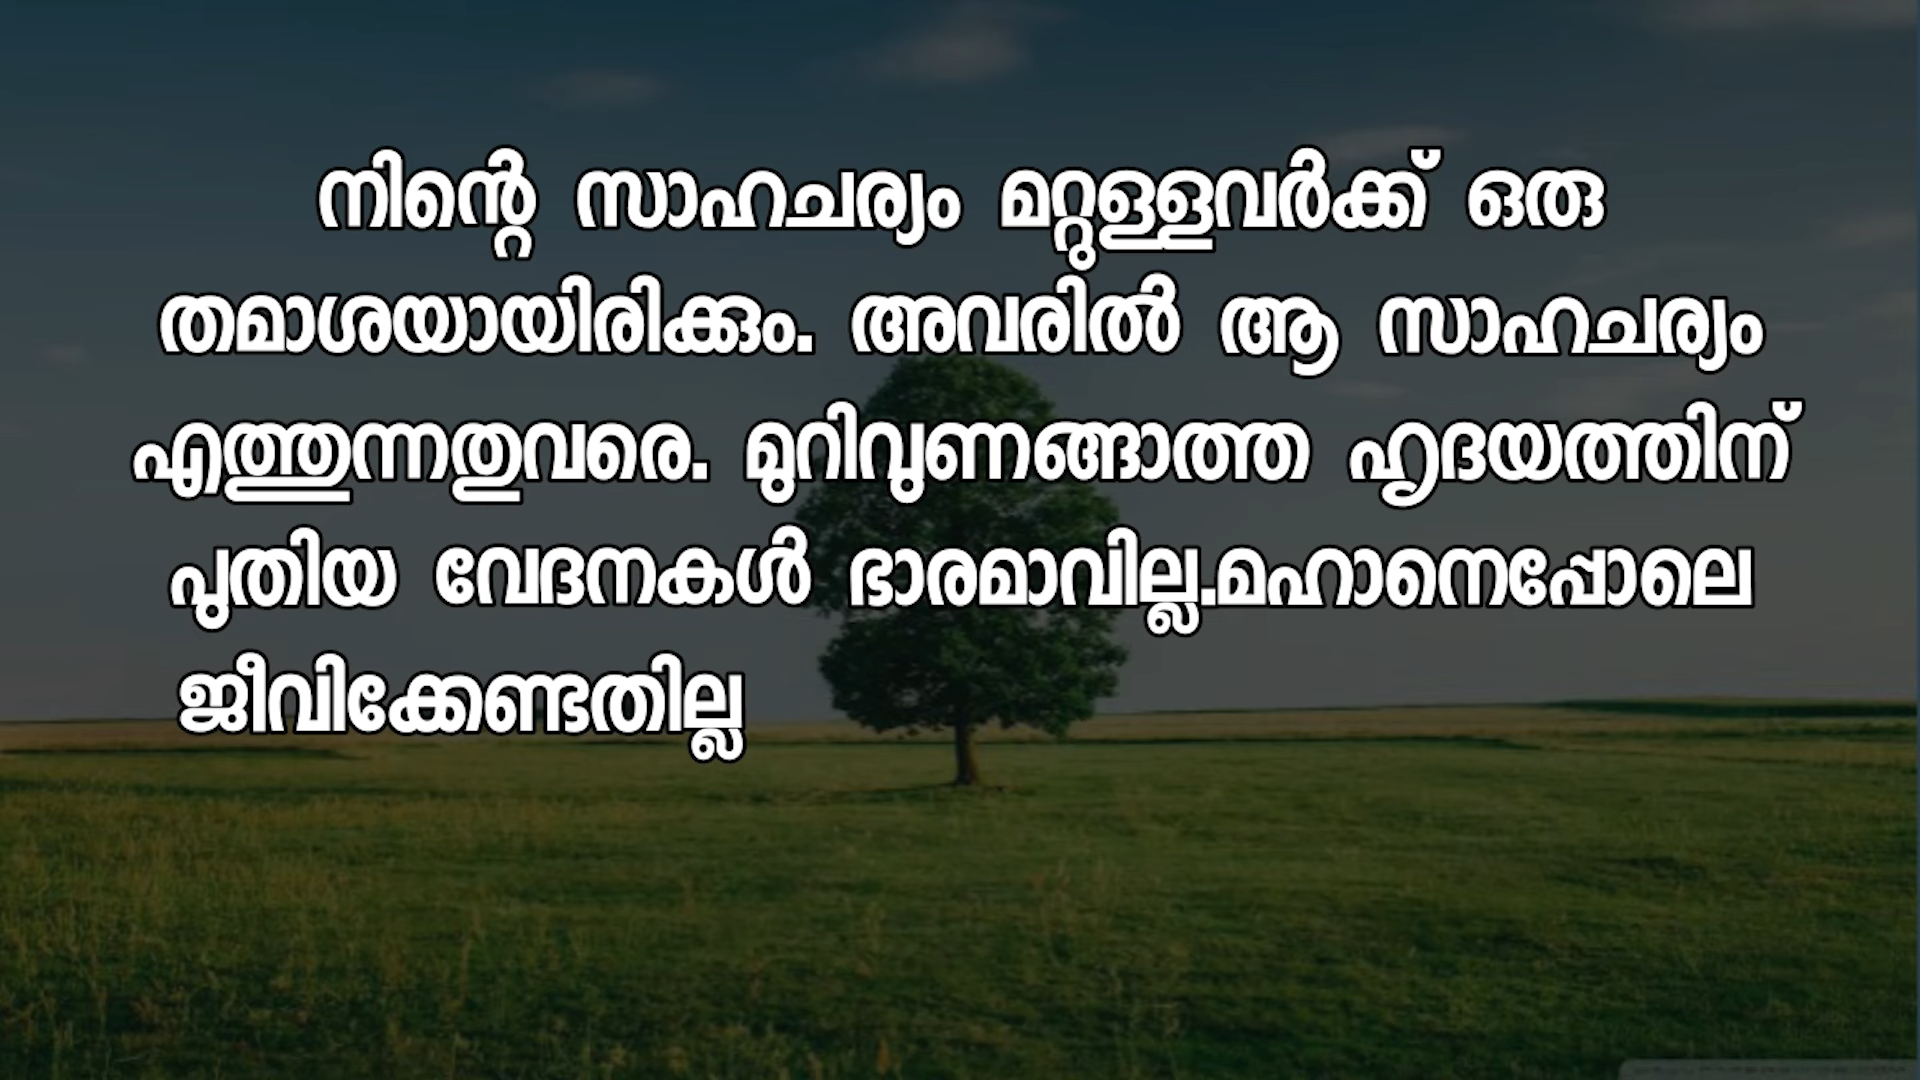 നിന്റെ സാഹചര്യം മറ്റുള്ളവർക്ക് ഒരു
തമാശയായിരിക്കും. അവരിൽ ആ സാഹചര്യം
എത്തുന്നതുവരെ. മുറിവുണങ്ങാത്ത ഹൃദയത്തിന്
പുതിയ വേദനകൾ ഭാരമാവില്ല.മഹാനെപ്പോലെ
ജീവിക്കേണ്ടതില്ല